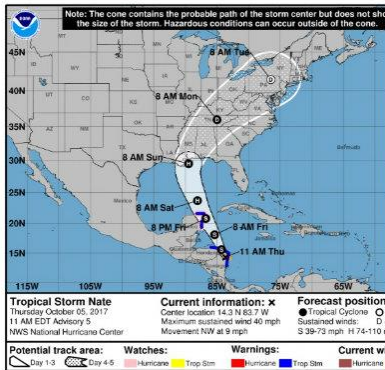 Note: The cone contains the probable path of the storm center but does not sh
the size of the storm. Hazardous conditions can occur outside of the cone.
NOAA
45N
40N
35N
30N
25N
20N
15N
8 AM Tue
8 AM Mon
8 AM Sun
8 AM Sat
8 PM Fri
8 AM Fri
11 AM Thu
Mexico
Bermuda
115W 105W 95W 85W 75W 65W
Tropical Storm Nate
Thursday October 05, 2017
11 AM EDT Advisory 5
NWS National Hurricane Center
Current information: x
Center location 14.3 N 83.7 W
Maximum sustained wind 40 mph
Movement NW at 9 mph
Forecast position
Tropical Cyclone
Sustained winds: D
S 39-73 mph H 74-110 m
Potential track area:
Day 1-3 Day 4-5
Watches:
Hurricane Trop Stm
Warnings:
Hurricane Trop Stm
Current wi
Hurricane